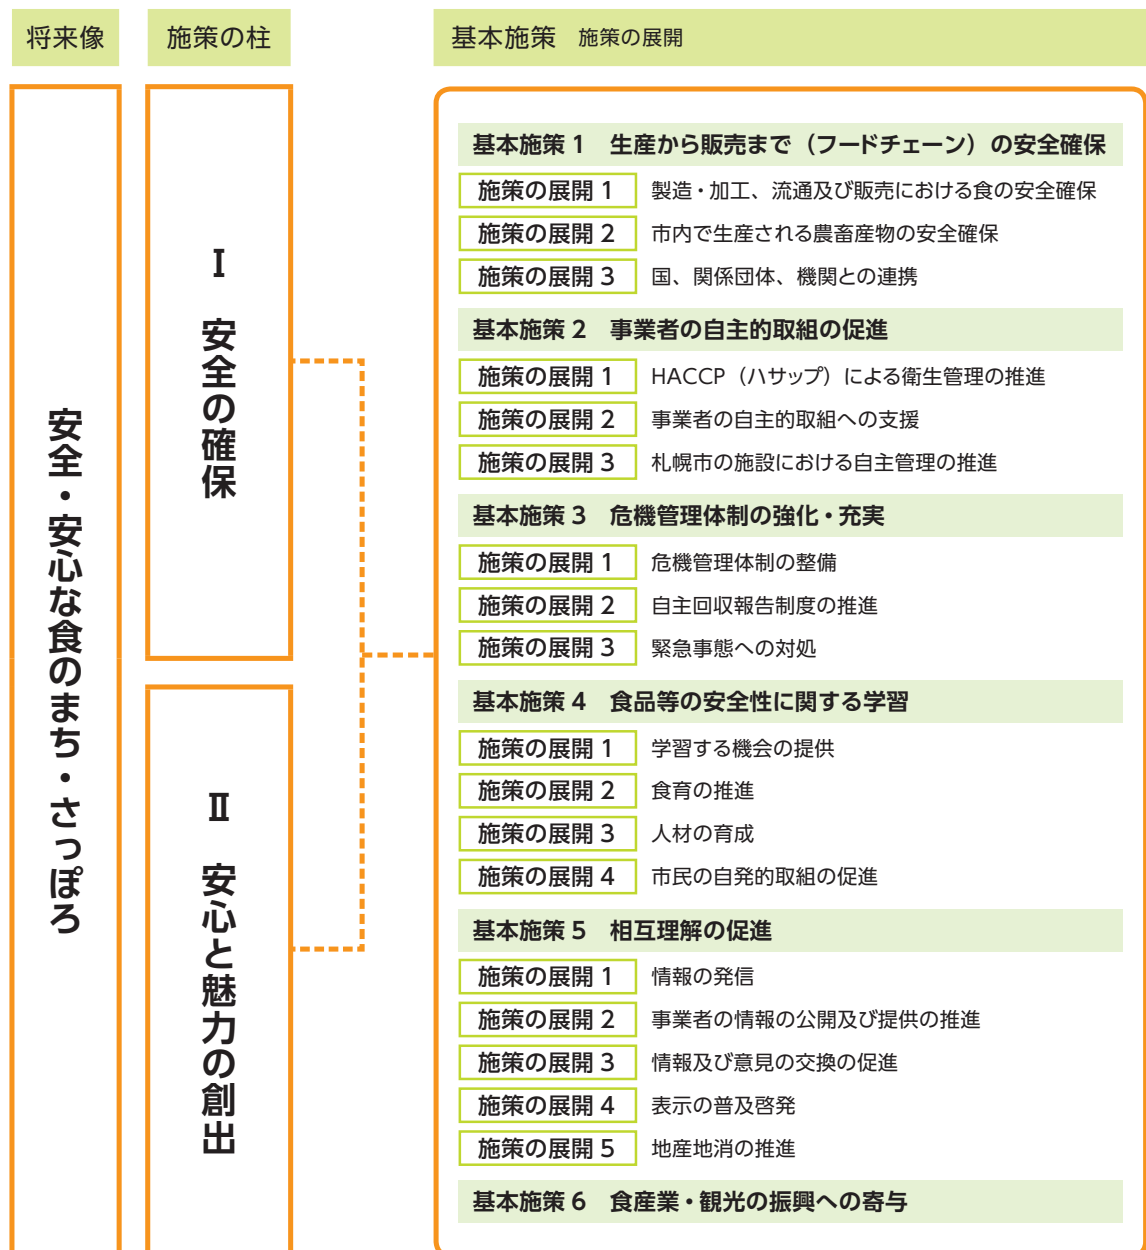 将来像
施策の柱
基本施策 施策の展開
安全・安心な食のまち・さっぽろ
Ⅰ 安全の確保
Ⅱ 安心と魅力の創出
基本施策 1 生産から販売まで（フードチェーン）の安全確保
施策の展開 1 製造・加工、流通及び販売における食の安全確保
施策の展開 2 市内で生産される農畜産物の安全確保
施策の展開 3 国、関係団体、機関との連携
基本施策 2 事業者の自主的取組の促進
施策の展開 1 HACCP（ハサップ）による衛生管理の推進
施策の展開 2 事業者の自主的取組への支援
施策の展開 3 札幌市の施設における自主管理の推進
基本施策 3 危機管理体制の強化・充実
施策の展開 1 危機管理体制の整備
施策の展開 2 自主回収報告制度の推進
施策の展開 3 緊急事態への対処
基本施策 4 食品等の安全性に関する学習
施策の展開 1 学習する機会の提供
施策の展開 2 食育の推進
施策の展開 3 人材の育成
施策の展開 4 市民の自発的取組の促進
基本施策 5 相互理解の促進
施策の展開 1 情報の発信
施策の展開 2 事業者の情報の公開及び提供の推進
施策の展開 3 情報及び意見の交換の促進
施策の展開 4 表示の普及啓発
施策の展開 5 地産地消の推進
基本施策 6 食産業・観光の振興への寄与